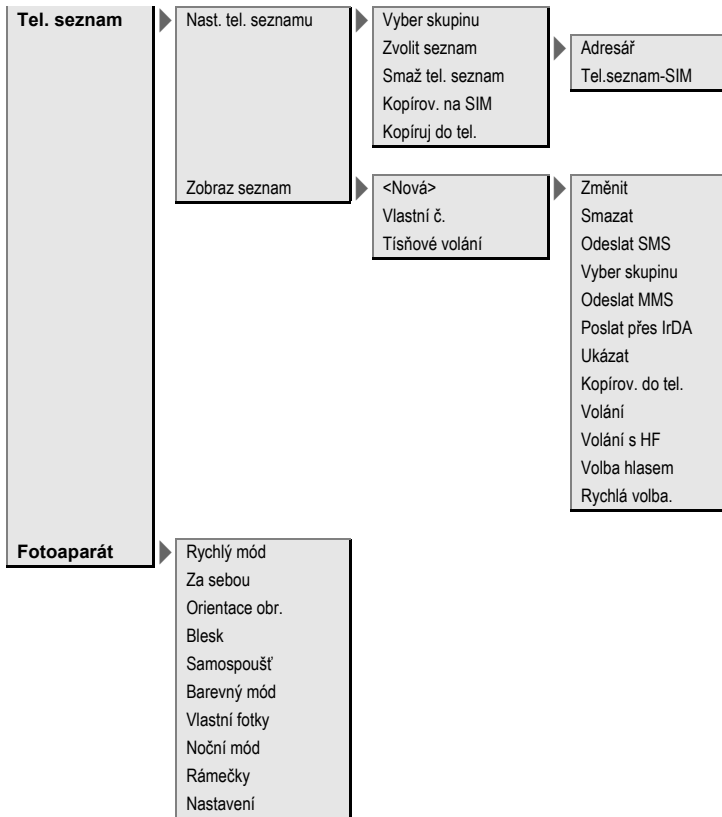 Tel. seznam
Nast. tel. seznamu
Vyber skupinu
Zvolit seznam
Smaž tel. seznam
Kopírov. na SIM
Kopíruj do tel.
Adresář
Tel.seznam-SIM
Zobraz seznam
<Nová>
Vlastní č.
Tísňové volání
Změnit
Smazat
Odeslat SMS
Vyber skupinu
Odeslat MMS
Poslat přes IrDA
Ukázat
Kopírov. do tel.
Volání
Volání s HF
Volba hlasem
Rychlá volba.
Fotoaparát
Rychlý mód
Za sebou
Orientace obr.
Blesk
Samospoušť
Barevný mód
Vlastní fotky
Noční mód
Rámečky
Nastavení